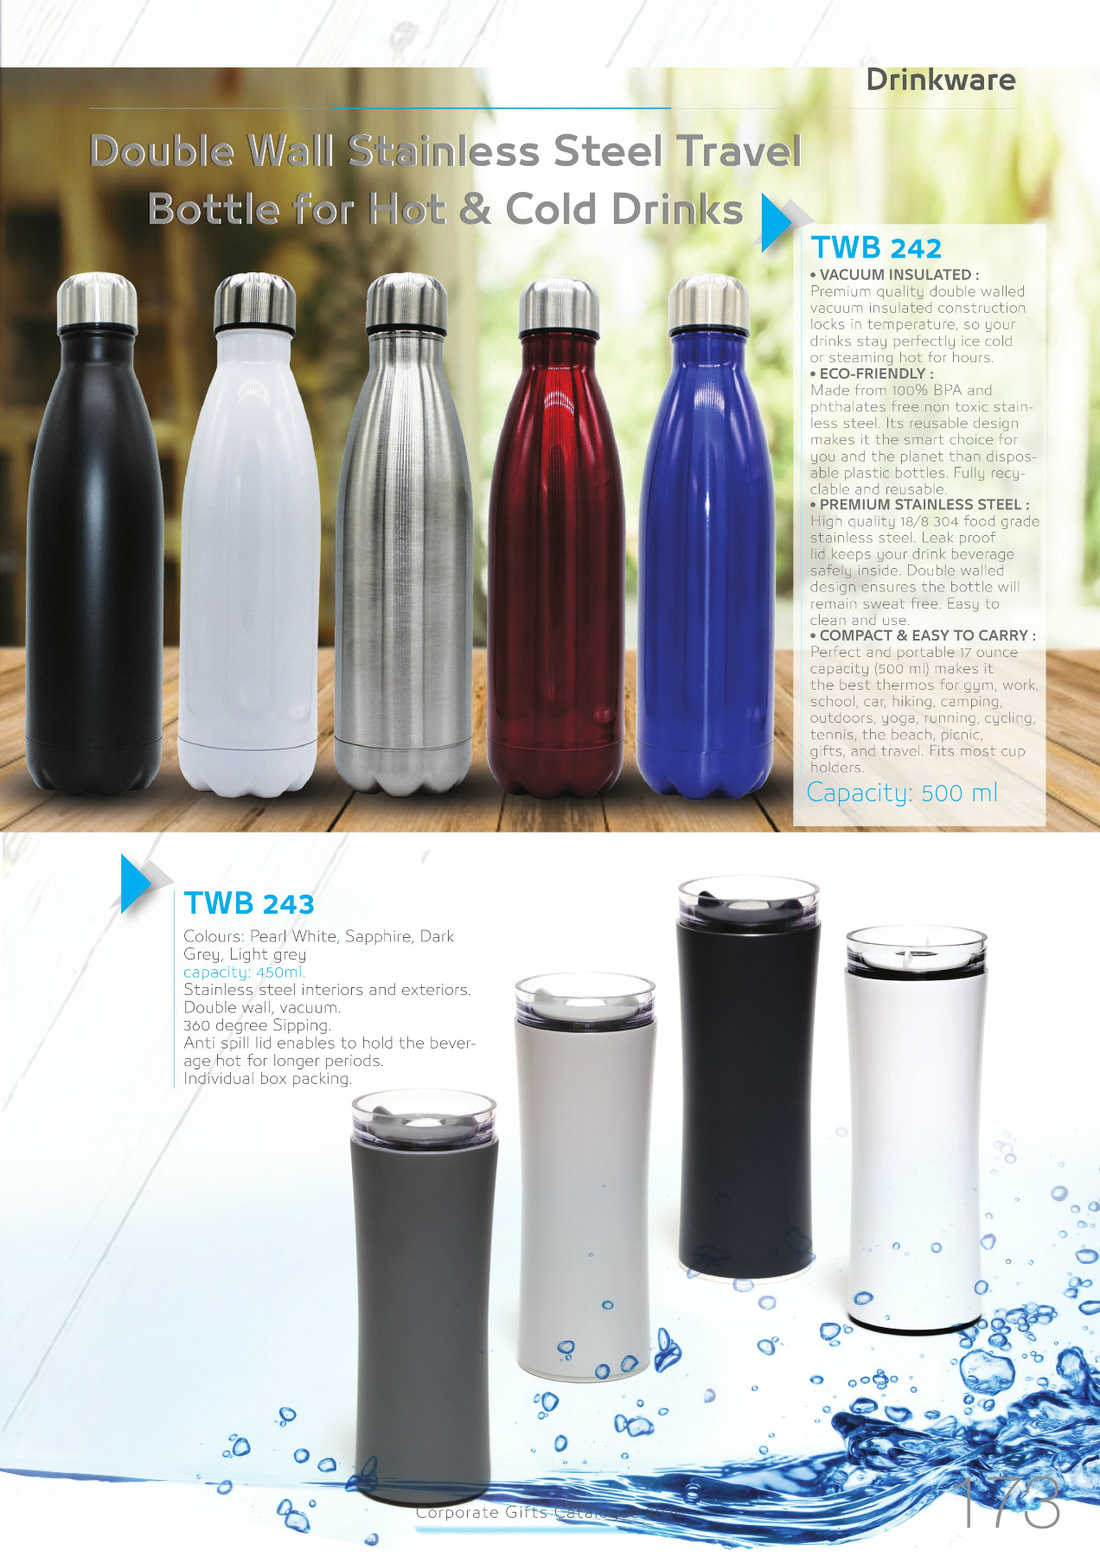 Drinkware
Double Wall Stainless Steel Travel
Bottle for Hot & Cold Drinks
TWB 242
• VACUUM INSULATED :
Premium quality double walled
vacuum insulated construction
locks in temperature, so your
drinks stay perfectly ice cold
or steaming hot for hours.
• ECO-FRIENDLY :
Made from 100% BPA and
phthalates free non toxic stain-
less steel. Its reusable design
makes it the smart choice for
you and the planet than dispos-
able plastic bottles. Fully recy-
clable and reusable.
• PREMIUM STAINLESS STEEL :
High quality 18/8 304 food grade
stainless steel. Leak proof
lid keeps your drink beverage
safely inside. Double walled
design ensures the bottle will
remain sweat free. Easy to
clean and use.
• COMPACT & EASY TO CARRY :
Perfect and portable 17 ounce
capacity (500 ml) makes it
the best thermos for gym, work,
school, car, hiking, camping,
outdoors, yoga, running, cycling,
tennis, the beach, picnic,
gifts, and travel. Fits most cup
holders.
Capacity: 500 ml
TWB 243
Colours: Pearl White, Sapphire, Dark
Grey, Light grey
capacity: 450ml.
Stainless steel interiors and exteriors.
Double wall, vacuum.
360 degree Sipping.
Anti spill lid enables to hold the bever-
age hot for longer periods.
Individual box packing.
Corporate Gifts
173